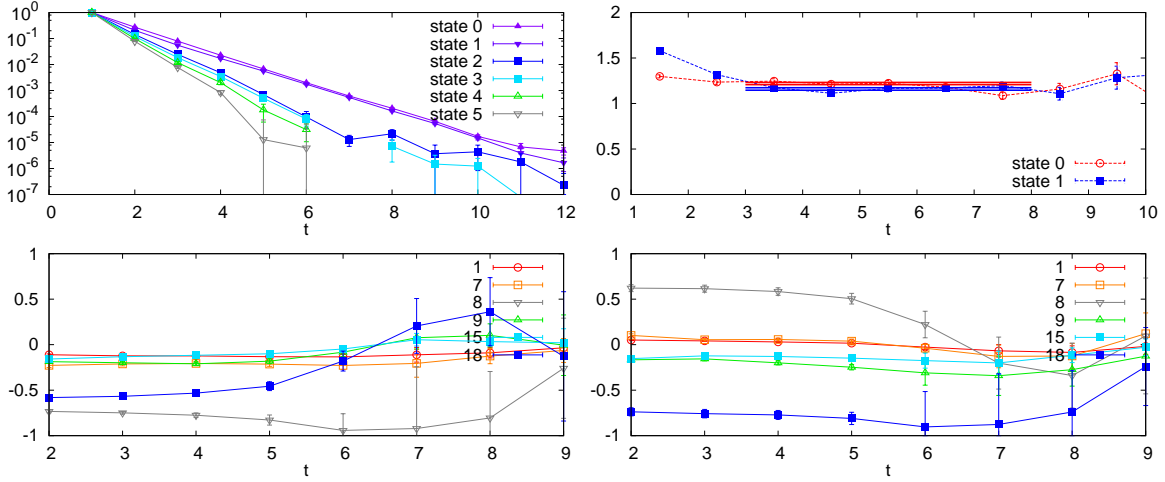 10^0
10^-1
10^-2
10^-3
10^-4
10^-5
10^-6
10^-7
0 2 4 6 8 10 12
t
state 0
state 1
state 2
state 3
state 4
state 5
2
1.5
1
0.5
0
1 2 3 4 5 6 7 8 9 10
t
state 0
state 1
1
0.5
0
-0.5
-1
2 3 4 5 6 7 8 9
t
1
7
8
9
15
18
1
0.5
0
-0.5
-1
2 3 4 5 6 7 8 9
t
1
7
8
9
15
18